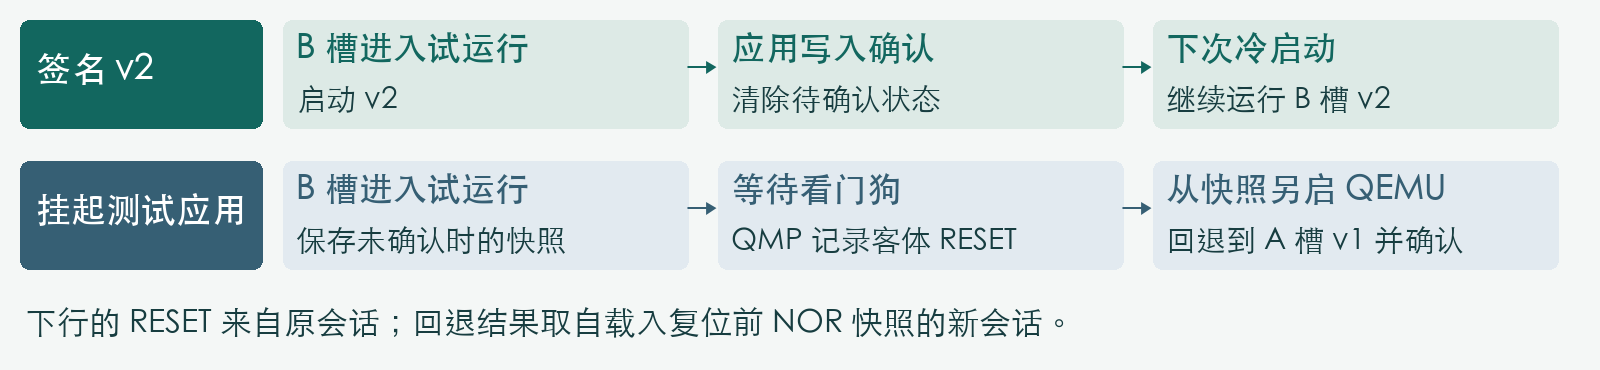 签名 v2
B 槽进入试运行
启动 v2
应用写入确认
清除待确认状态
下次冷启动
继续运行 B 槽 v2
挂起测试应用
B 槽进入试运行
保存未确认时的快照
等待看门狗
QMP 记录客体 RESET
从快照另启 QEMU
回退到 A 槽 v1 并确认
下行的 RESET 来自原会话；回退结果取自载入复位前 NOR 快照的新会话。